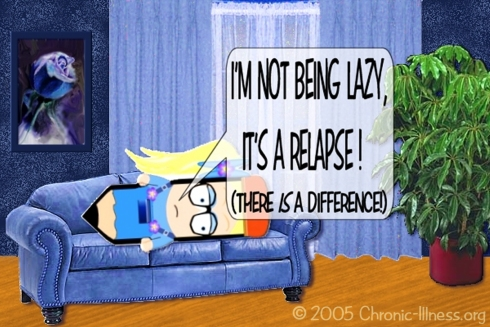 I'M NOT BEING LAZY,
IT'S A RELAPSE!
(THERE IS A DIFFERENCE!)
© 2005 Chronic-Illness.org